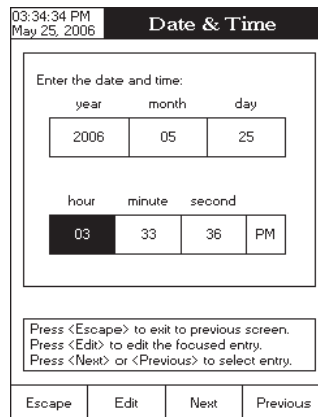 03:34:34 PM
May 25, 2006
Date & Time
Enter the date and time:
year month day
2006 05 25
hour minute second
03 33 36 PM
Press <Escape> to exit to previous screen.
Press <Edit> to edit the focused entry.
Press <Next> or <Previous> to select entry.
Escape Edit Next Previous